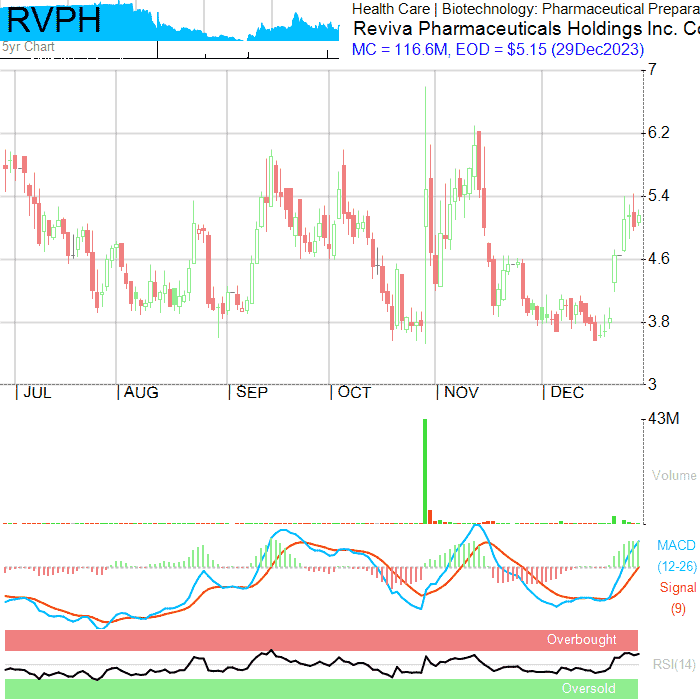 RVPH
Health Care | Biotechnology: Pharmaceutical Prepara
Reviva Pharmaceuticals Holdings Inc. Co
MC = 116.6M, EOD = $5.15 (29Dec2023)
5yr Chart
7
6.2
5.4
4.6
3.8
3
| JUL | AUG | SEP | OCT | NOV | DEC
43M
Volume
MACD
(12-26)
Signal
(9)
Overbought
RSI(14)
Oversold